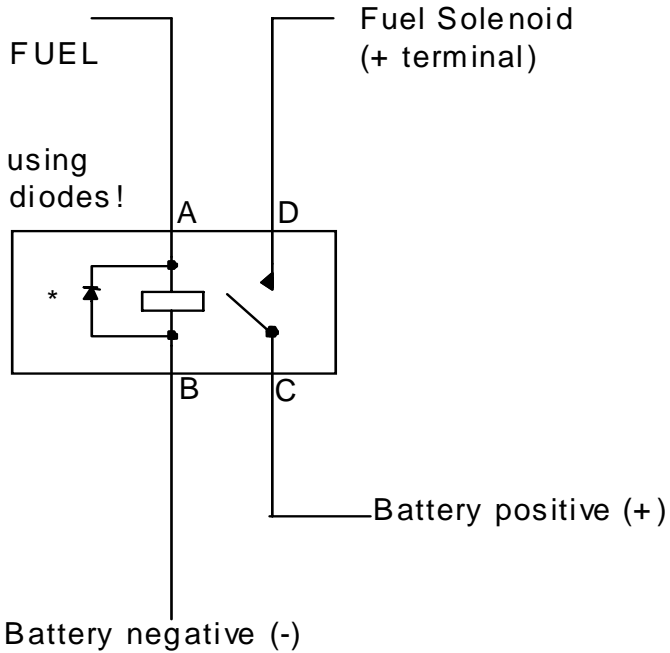 Fuel Solenoid
FUEL
(+ terminal)
using
diodes!
A
D
*
B
C
Battery positive (+)
Battery negative (-)